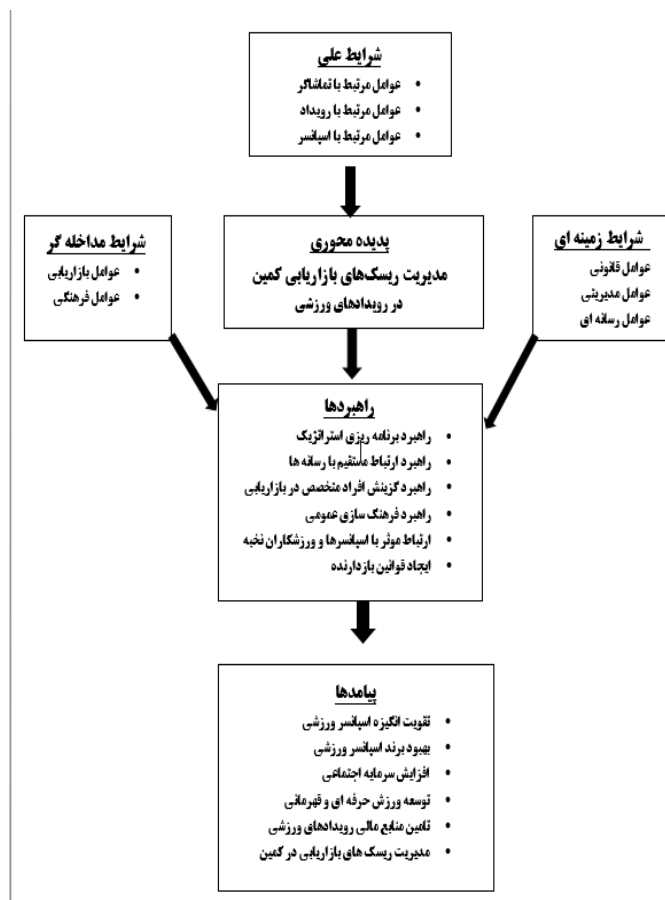 شرایط علی
• عوامل مرتبط با تماشاگر
• عوامل مرتبط با رویداد
• عوامل مرتبط با اسپانسر
شرایط زمینه ای
عوامل قانونی
عوامل مدیریتی
عوامل رسانه ای
پدیده محوری
مدیریت ریسک‌های بازاریابی کمین
در رویدادهای ورزشی
شرایط مداخله گر
• عوامل بازاریابی
• عوامل فرهنگی
راهبردها
• راهبرد برنامه ریزی استراتژیک
• راهبرد ارتباط مستقیم با رسانه ها
• راهبرد گزینش افراد متخصص در بازاریابی
• راهبرد فرهنگ سازی عمومی
• ارتباط موثر با اسپانسرها و ورزشکاران نخبه
• ایجاد قوانین بازدارنده
پیامدها
• تقویت انگیزه اسپانسر ورزشی
• بهبود برند اسپانسر ورزشی
• افزایش سرمایه اجتماعی
• توسعه ورزش حرفه ای و قهرمانی
• تامین منابع مالی رویدادهای ورزشی
• مدیریت ریسک های بازاریابی در کمین